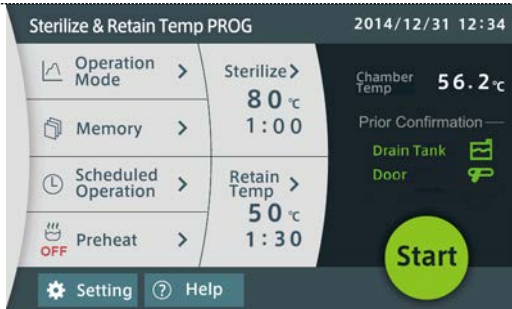 Sterilize & Retain Temp PROG
2014/12/31 12:34
Operation
Mode >
Memory >
Scheduled
Operation >
OFF Preheat >
Sterilize>
80 ℃
1:00
Retain
Temp >
50 ℃
1:30
Chamber
Temp 56.2℃
Prior Confirmation
Drain Tank
Door
Start
Setting
? Help